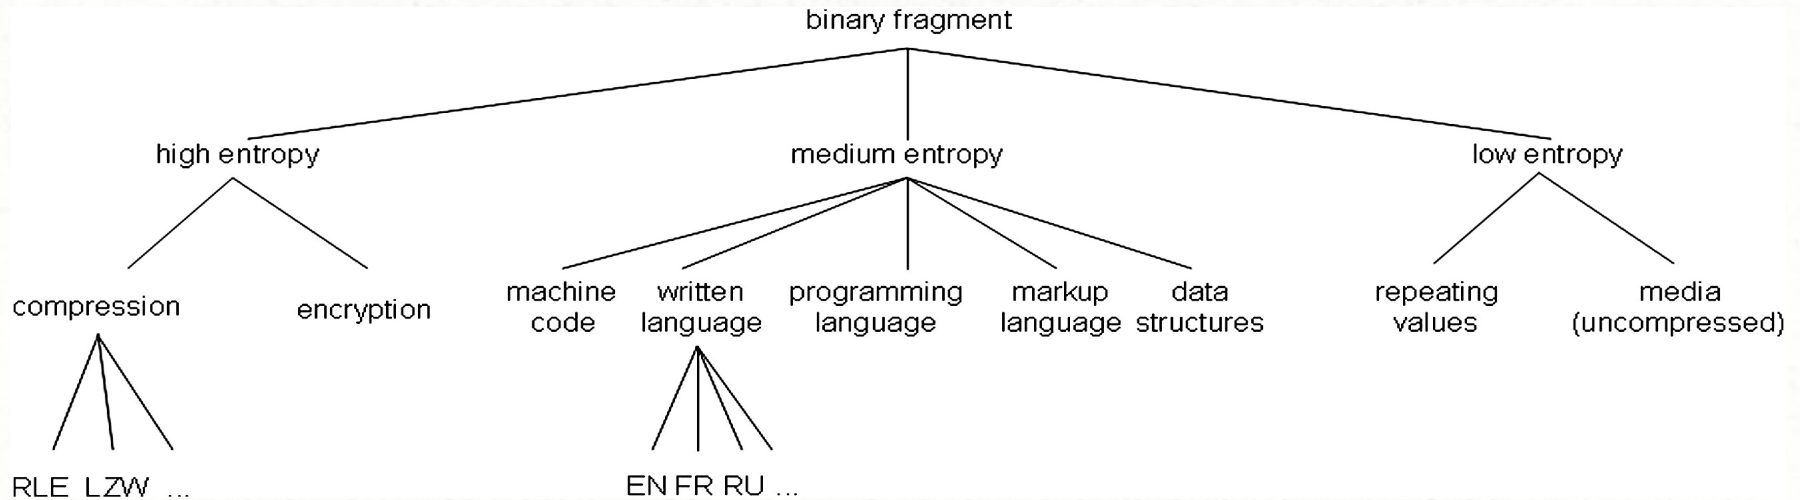 binary fragment
high entropy
medium entropy
low entropy
compression
encryption
machine
code
written
language
programming
language
markup
language
data
structures
repeating
values
media
(uncompressed)
RLE LZW ...
EN FR RU ...